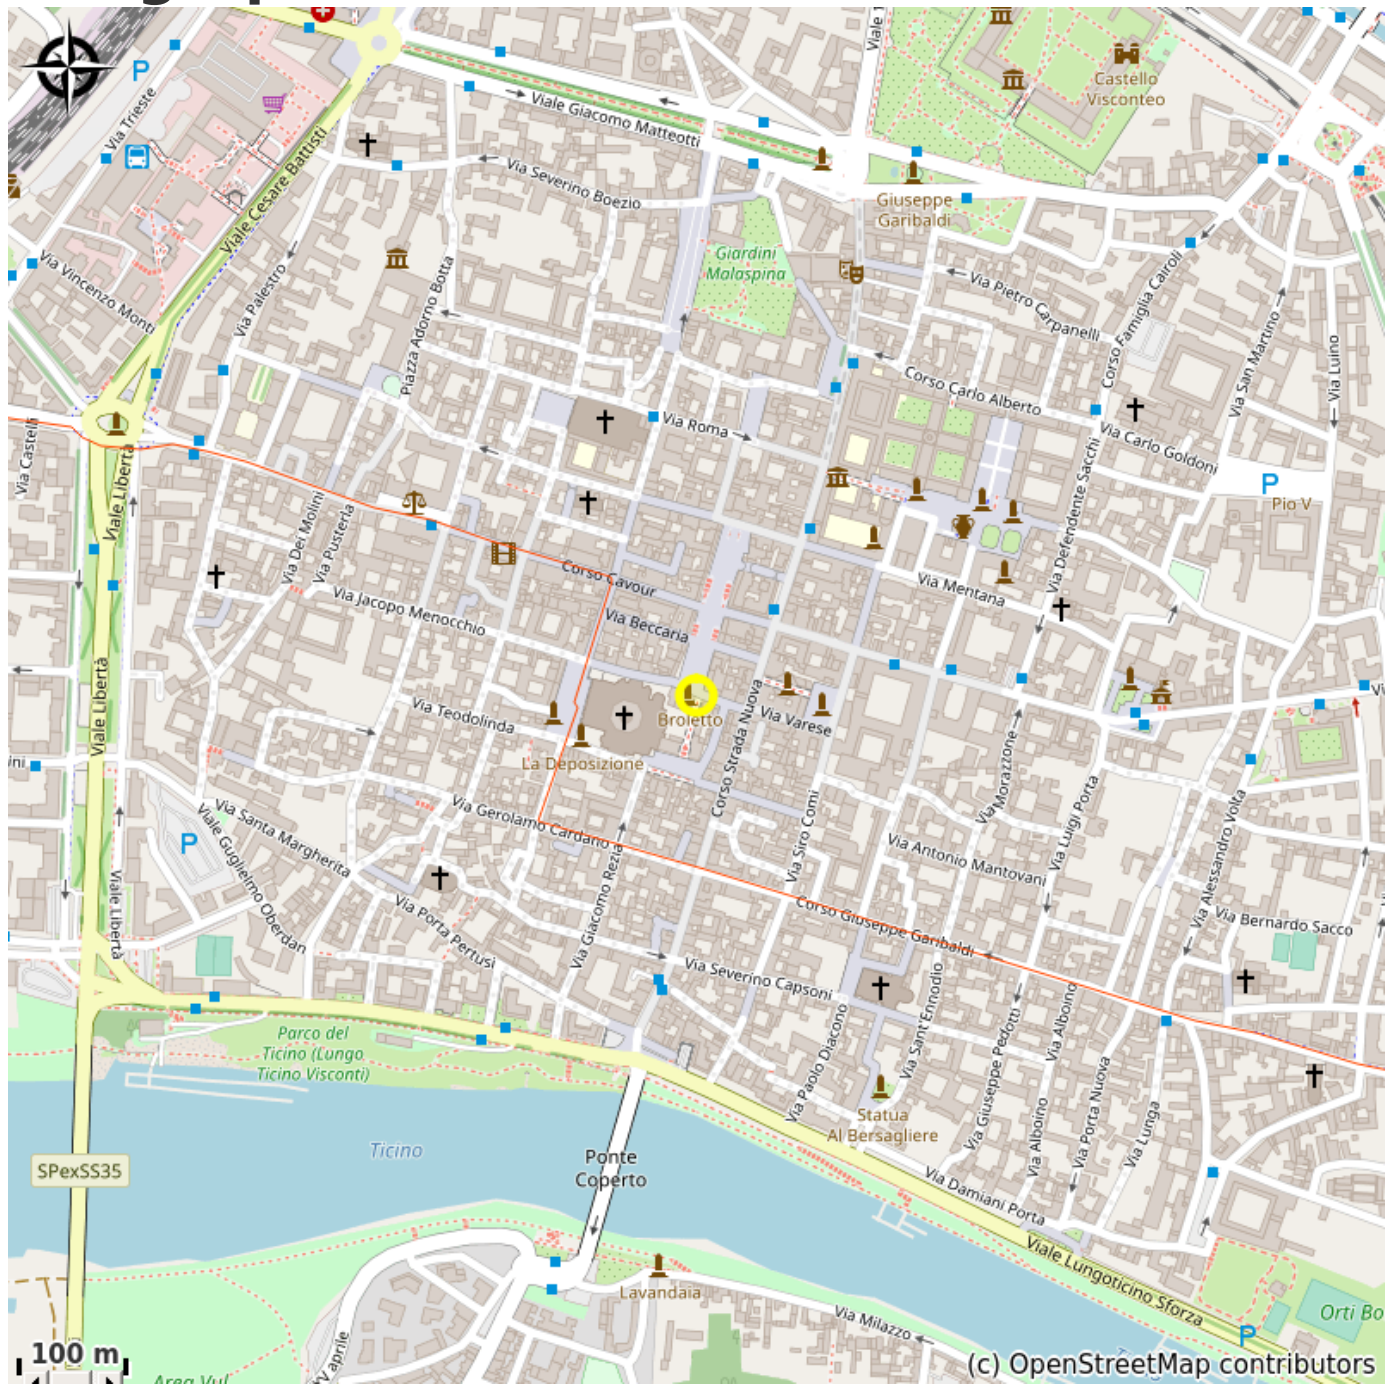 Castello
Visconteo
Viale Giacomo Matteotti
Via Trieste
Viale Cesare Battisti
Via Severino Boezio
Giuseppe
Garibaldi
Giardini
Malaspina
Via Vincenzo Monti
Via Palestro
Piazza Adorno Botta
Via Pietro Carpanelli
Corso Famiglia Cairoli
Via San Martino
Via Luino
Corso Carlo Alberto
Via Roma
Via Carlo Goldoni
Via Castelli
Viale Libertà
Pio V
Via Dei Molini
Via Pusteria
Via Defendente Sacchi
Corso Cavour
Via Mentana
Via Jacopo Menocchio
Via Beccaria
Viale Libertà
Via Teodolinda
Broletto
Via Varese
Corso Strada Nuova
La Deposizione
Via Morazzone
Via Luigi Porta
Via Santa Margherita
Via Gerolamo Cardano
Via Siro Comi
Via Antonio Mantovani
Via Alessandro Volta
Viale Guglielmo Oberdan
Viale Libertà
Via Giacomo Rezia
Via Porta Pertusi
Corso Giuseppe Garibaldi
Via Bernardo Sacco
Via Severino Capsoni
Parco del
Ticino (Lungo
Ticino Visconti)
Via Paolo Diacono
Via Sant'Ennodio
Via Giuseppe Pedotti
Via Alboino
Via Alboino
Via Porta Nuova
Via Lunga
Statua
Al Bersagliere
Ticino
Ponte
Coperto
SPexSS35
Via Damiani Porta
Viale Lungoticino Sforza
Lavandaia
Via Milazzo
Orti Bo
100 m
(c) OpenStreetMap contributors